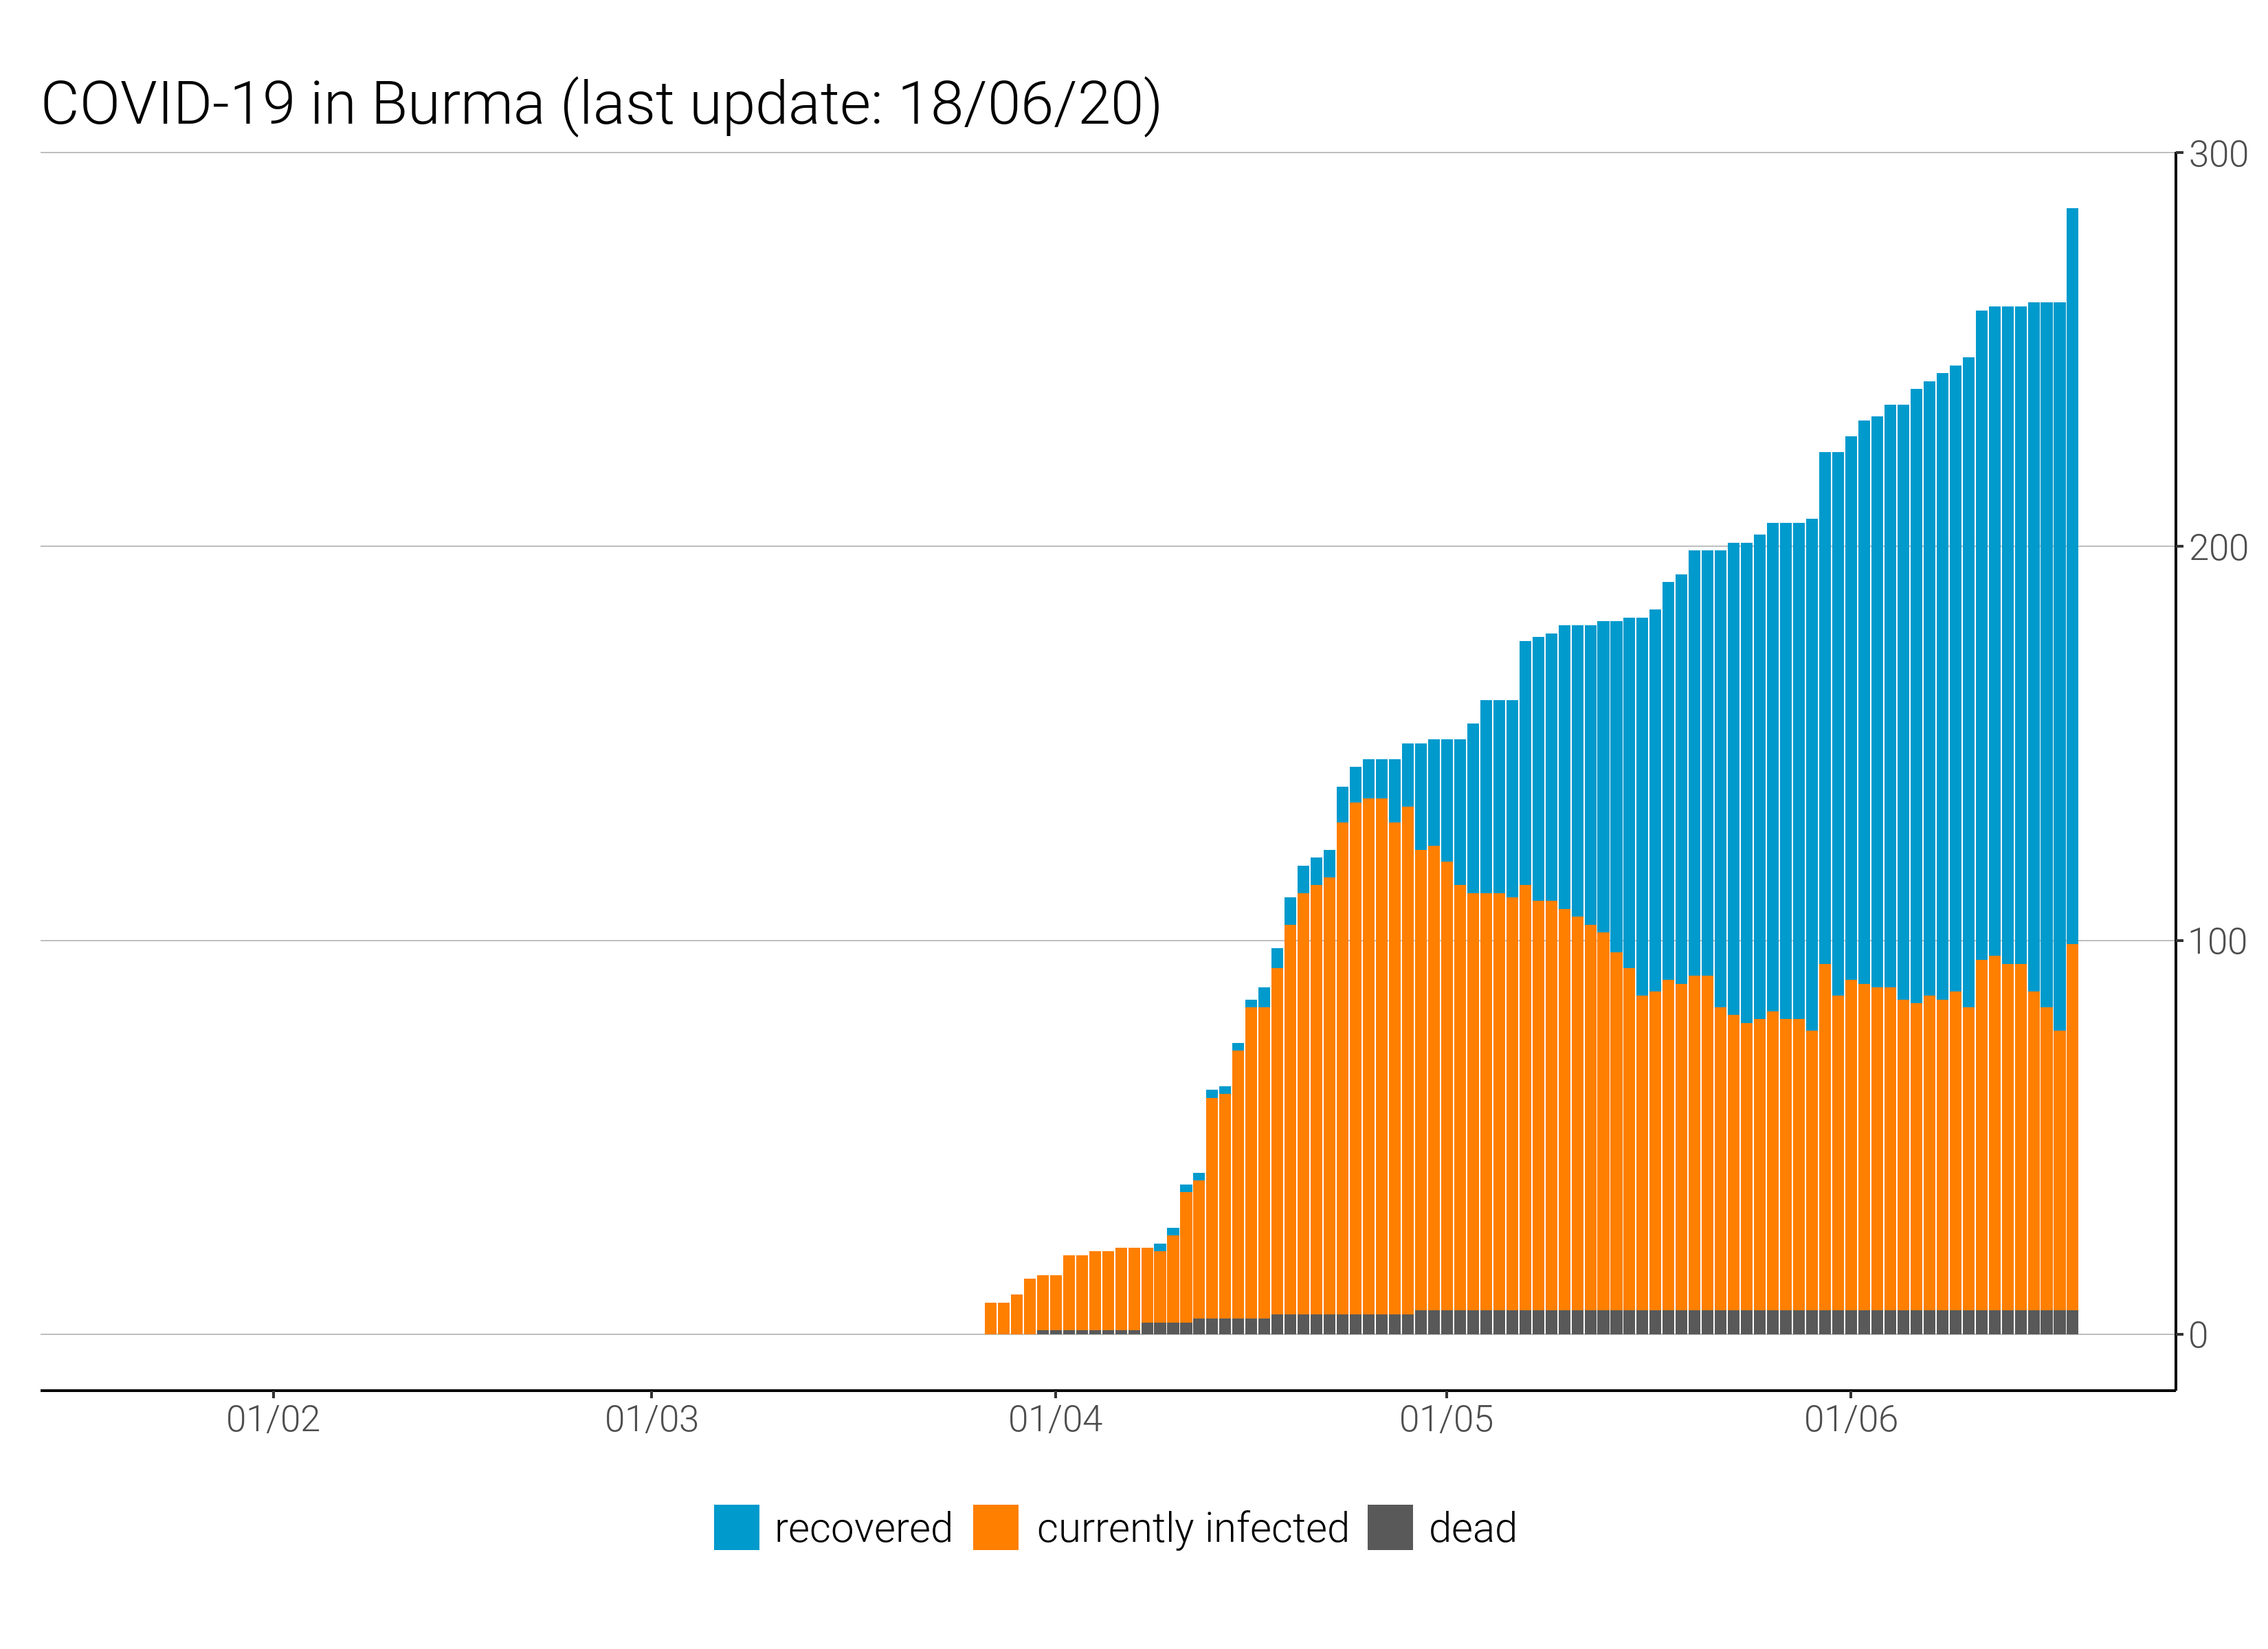 COVID-19 in Burma (last update: 18/06/20)
300
200
100
0
01/02 01/03 01/04 01/05 01/06
recovered currently infected dead